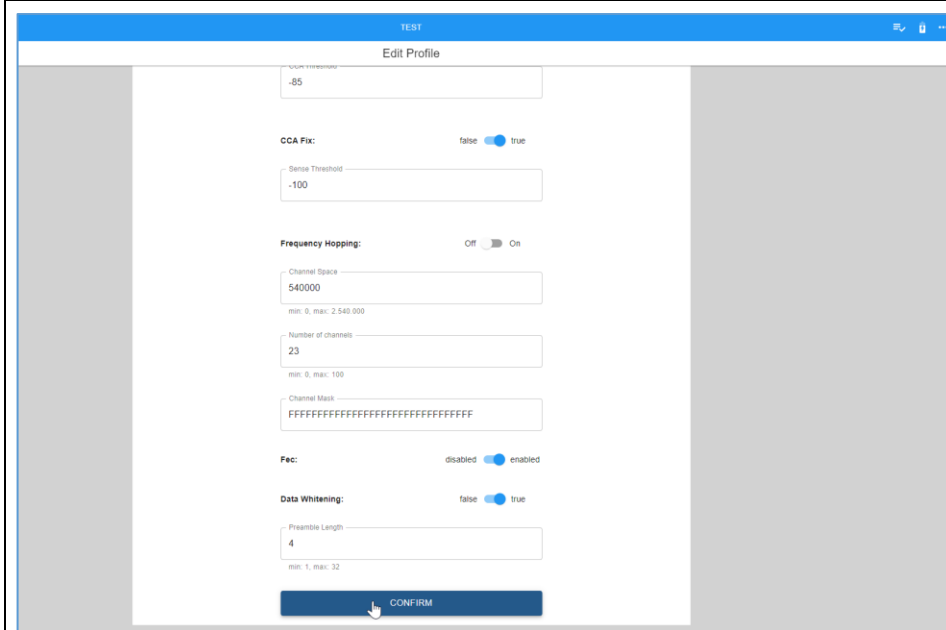 TEST
Edit Profile
CCA Threshold
-85
CCA Fix: false true
Sense Threshold
-100
Frequency Hopping: Off On
Channel Space
540000
min: 0, max: 2.540.000
Number of channels
23
min: 0, max: 100
Channel Mask
FFFFFFFFFFFFFFFFFFFFFFFFFFFFFFFF
Fec: disabled enabled
Data Whitening: false true
Preamble Length
4
min: 1, max: 32
CONFIRM